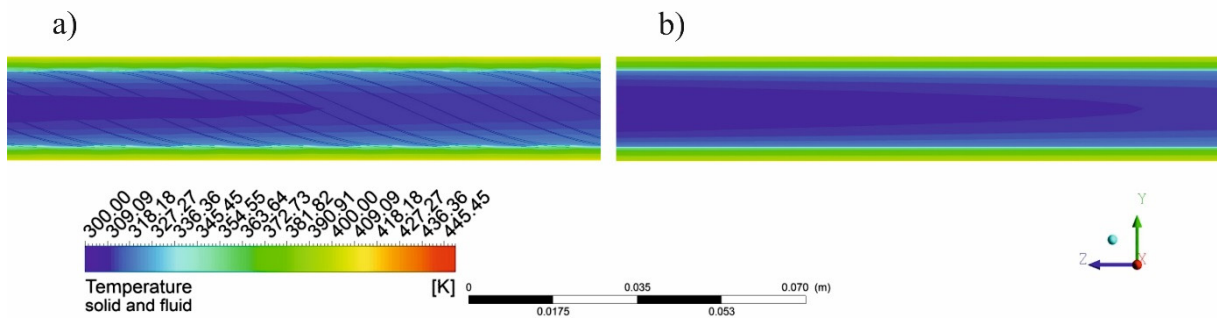 a)
b)
300.00
309.09
318.18
327.27
336.36
345.45
354.55
363.64
372.73
381.82
390.91
400.00
409.09
418.18
427.27
436.36
445.45
Temperature [K]
solid and fluid
0 0.035 0.070 (m)
0.0175 0.053
Y
Z X